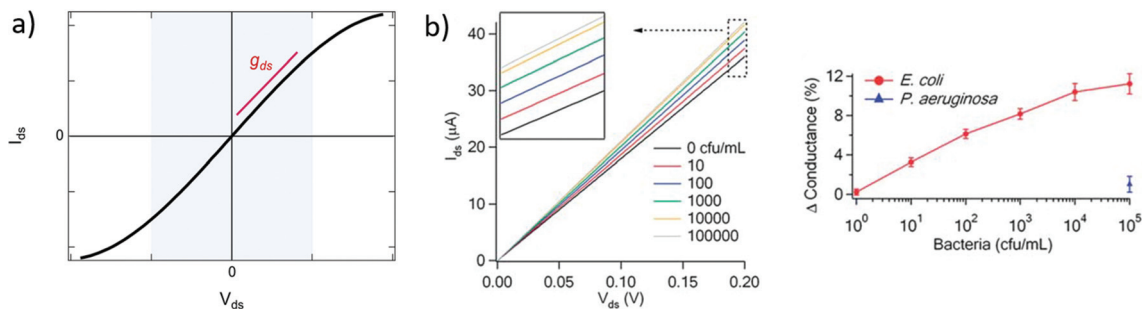 a)
g_ds
I_ds
0
0
V_ds
b)
40
30
20
10
0
I_ds (μA)
0 cfu/mL
10
100
1000
10000
100000
0.00
0.05
0.10
0.15
0.20
V_ds (V)
12
8
4
0
Δ Conductance (%)
E. coli
P. aeruginosa
10^0
10^1
10^2
10^3
10^4
10^5
Bacteria (cfu/mL)